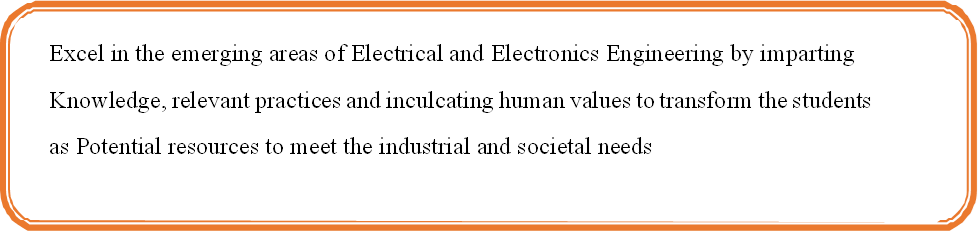 Excel in the emerging areas of Electrical and Electronics Engineering by imparting
Knowledge, relevant practices and inculcating human values to transform the students
as Potential resources to meet the industrial and societal needs